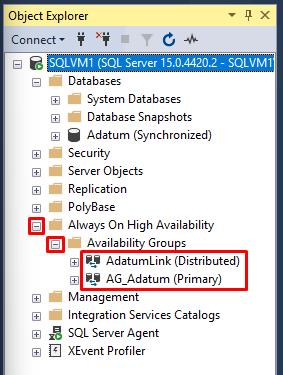 Object Explorer
Connect
SQLVM1 (SQL Server 15.0.4420.2 - SQLVM1\
Databases
System Databases
Database Snapshots
Adatum (Synchronized)
Security
Server Objects
Replication
PolyBase
Always On High Availability
Availability Groups
AdatumLink (Distributed)
AG_Adatum (Primary)
Management
Integration Services Catalogs
SQL Server Agent
XEvent Profiler